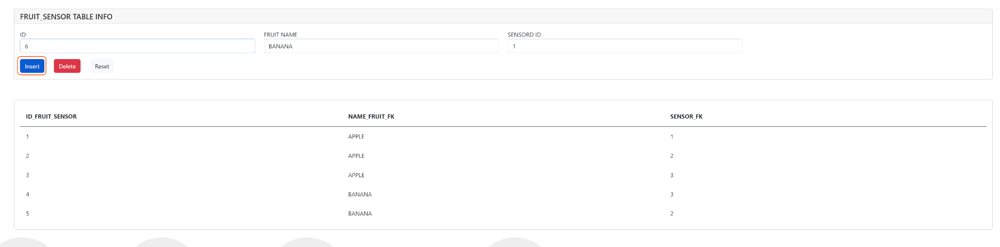 FRUIT_SENSOR TABLE INFO
ID FRUIT NAME SENSORD ID
6 BANANA 1
Insert Delete Reset
ID_FRUIT_SENSOR NAME_FRUIT_FK SENSOR_FK
1 APPLE 1
2 APPLE 2
3 APPLE 3
4 BANANA 3
5 BANANA 2